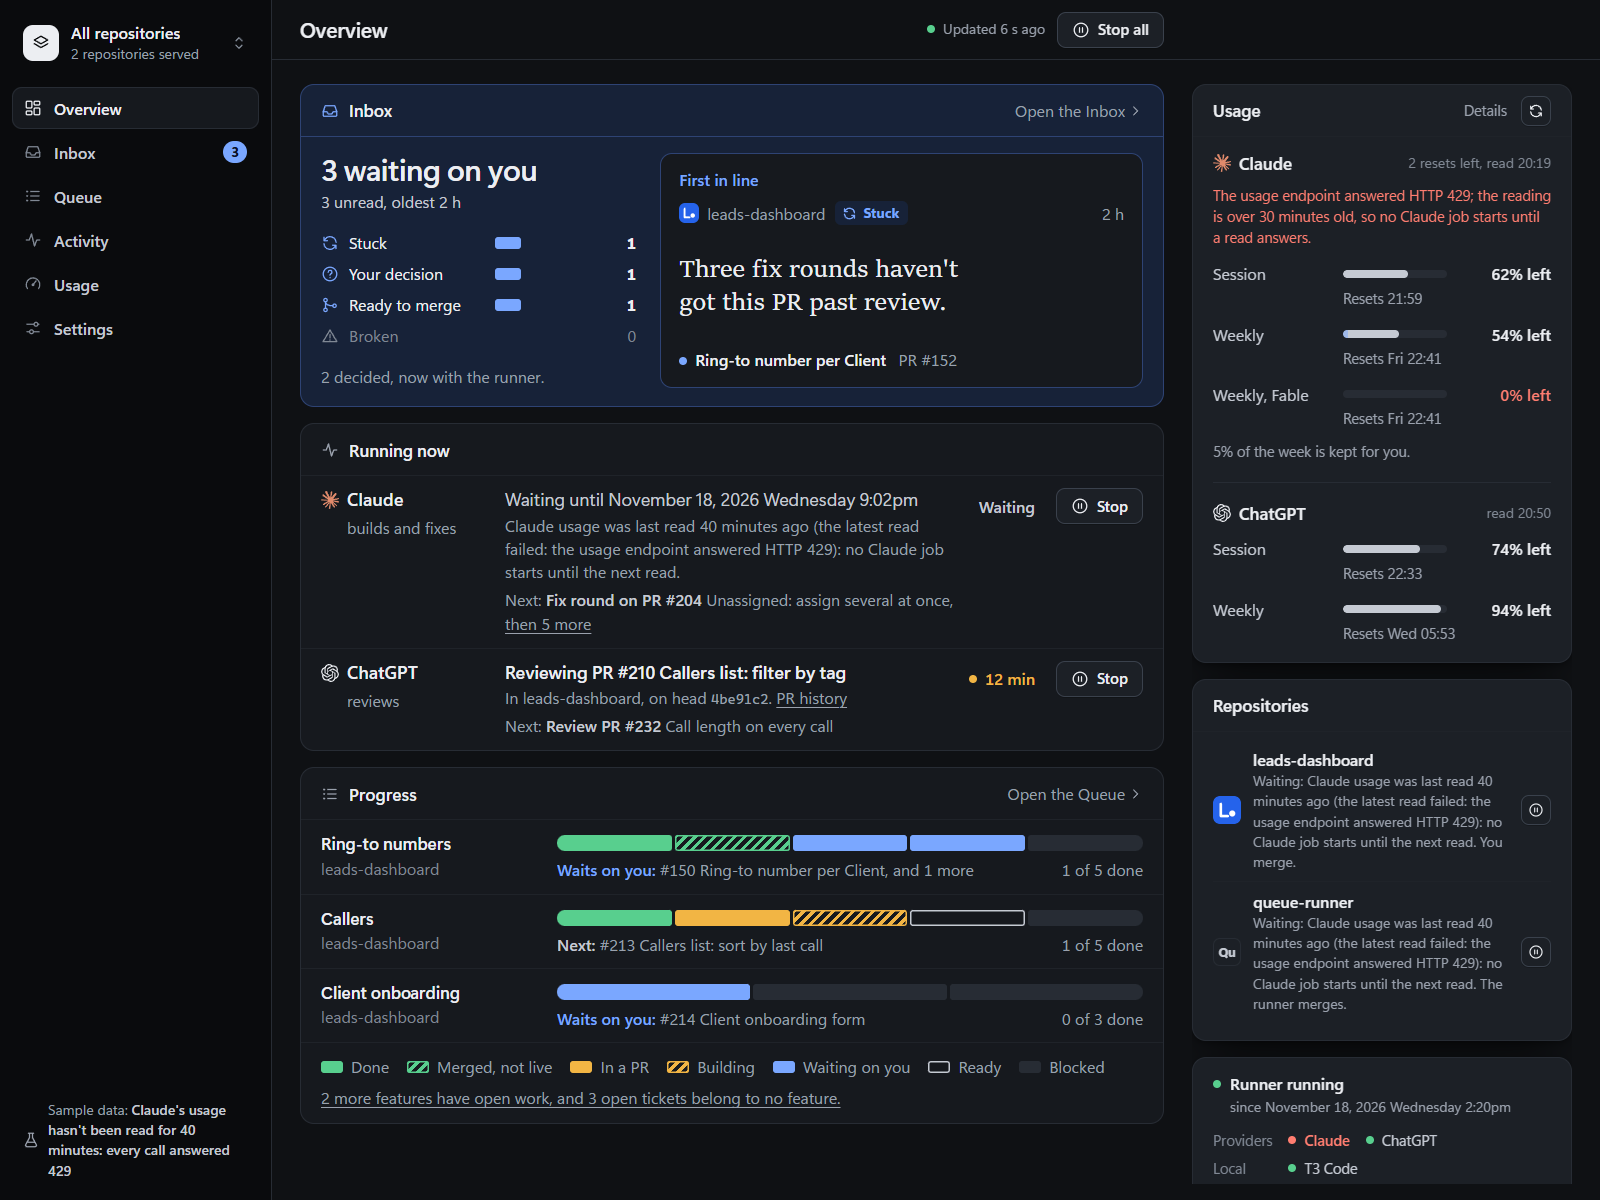 All repositories
2 repositories served
Overview
Inbox
3
Queue
Activity
Usage
Settings
Sample data: Claude's usage
hasn't been read for 40
minutes: every call answered
429
Overview
Updated 6 s ago
Stop all
Inbox
Open the Inbox
3 waiting on you
3 unread, oldest 2 h
Stuck
1
Your decision
1
Ready to merge
1
Broken
0
2 decided, now with the runner.
First in line
L.
leads-dashboard
Stuck
2 h
Three fix rounds haven't
got this PR past review.
Ring-to number per Client PR #152
Running now
Claude
builds and fixes
Waiting until November 18, 2026 Wednesday 9:02pm
Claude usage was last read 40 minutes ago (the latest read
failed: the usage endpoint answered HTTP 429): no Claude job
starts until the next read.
Next: Fix round on PR #204 Unassigned: assign several at once,
then 5 more
Waiting
Stop
ChatGPT
reviews
Reviewing PR #210 Callers list: filter by tag
In leads-dashboard, on head 4be91c2. PR history
Next: Review PR #232 Call length on every call
12 min
Stop
Progress
Open the Queue
Ring-to numbers
leads-dashboard
Waits on you: #150 Ring-to number per Client, and 1 more
1 of 5 done
Callers
leads-dashboard
Next: #213 Callers list: sort by last call
1 of 5 done
Client onboarding
leads-dashboard
Waits on you: #214 Client onboarding form
0 of 3 done
Done
Merged, not live
In a PR
Building
Waiting on you
Ready
Blocked
2 more features have open work, and 3 open tickets belong to no feature.
Usage
Details
Claude
2 resets left, read 20:19
The usage endpoint answered HTTP 429; the reading
is over 30 minutes old, so no Claude job starts until
a read answers.
Session
62% left
Resets 21:59
Weekly
54% left
Resets Fri 22:41
Weekly, Fable
0% left
Resets Fri 22:41
5% of the week is kept for you.
ChatGPT
read 20:50
Session
74% left
Resets 22:33
Weekly
94% left
Resets Wed 05:53
Repositories
L.
leads-dashboard
Waiting: Claude usage was last read 40
minutes ago (the latest read failed: the
usage endpoint answered HTTP 429): no
Claude job starts until the next read. You
merge.
Qu
queue-runner
Waiting: Claude usage was last read 40
minutes ago (the latest read failed: the
usage endpoint answered HTTP 429): no
Claude job starts until the next read. The
runner merges.
Runner running
since November 18, 2026 Wednesday 2:20pm
Providers
Claude
ChatGPT
Local
T3 Code